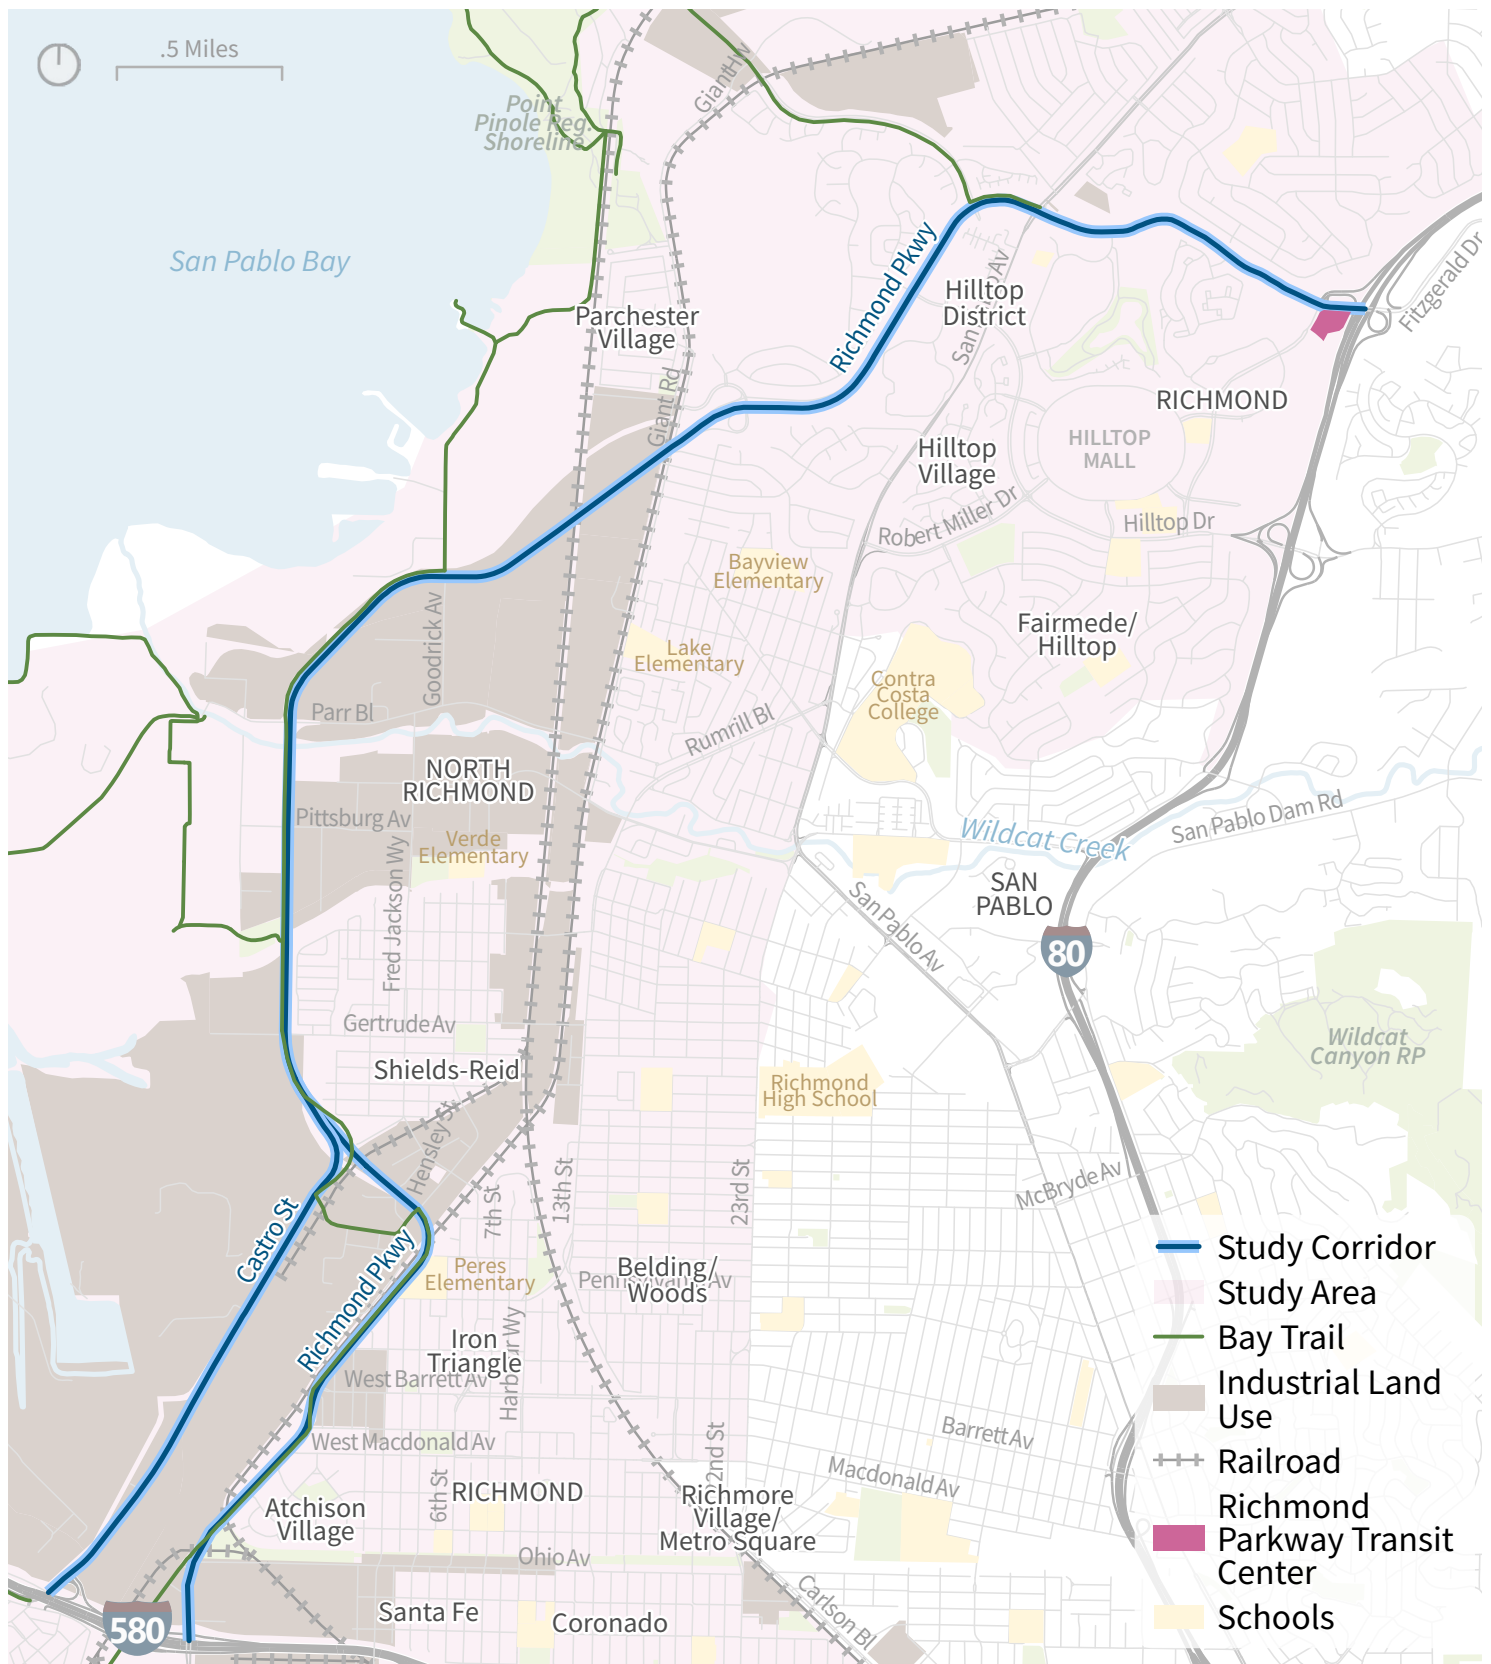 .5 Miles
Giant Hw
Point
Pinole Reg.
Shoreline
San Pablo Bay
Richmond Pkwy
Hilltop
District
San Pablo Av
Fitzgerald Dr
Parchester
Village
Giant Rd
RICHMOND
HILLTOP
MALL
Hilltop
Village
Robert Miller Dr
Hilltop Dr
Bayview
Elementary
Goodrick Av
Lake
Elementary
Fairmede/
Hilltop
Contra
Costa
College
Parr Bl
Rumrill Bl
NORTH
RICHMOND
Pittsburg Av
Verde
Elementary
Wildcat Creek
San Pablo Dam Rd
Fred Jackson Wy
SAN
PABLO
San Pablo Av
80
Gertrude Av
Shields-Reid
Richmond
High School
Wildcat
Canyon RP
Hensley St
7th St
13th St
23rd St
McBryde Av
Castro St
Richmond Pkwy
Peres
Elementary
Belding/
Woods
Pennsylvania Av
Iron
Triangle
Harbour Wy
West Barrett Av
West Macdonald Av
Barrett Av
Macdonald Av
22nd St
6th St
RICHMOND
Atchison
Village
Richmore
Village/
Metro Square
Ohio Av
Carlson Bl
Santa Fe
Coronado
580
Study Corridor
Study Area
Bay Trail
Industrial Land
Use
Railroad
Richmond
Parkway Transit
Center
Schools